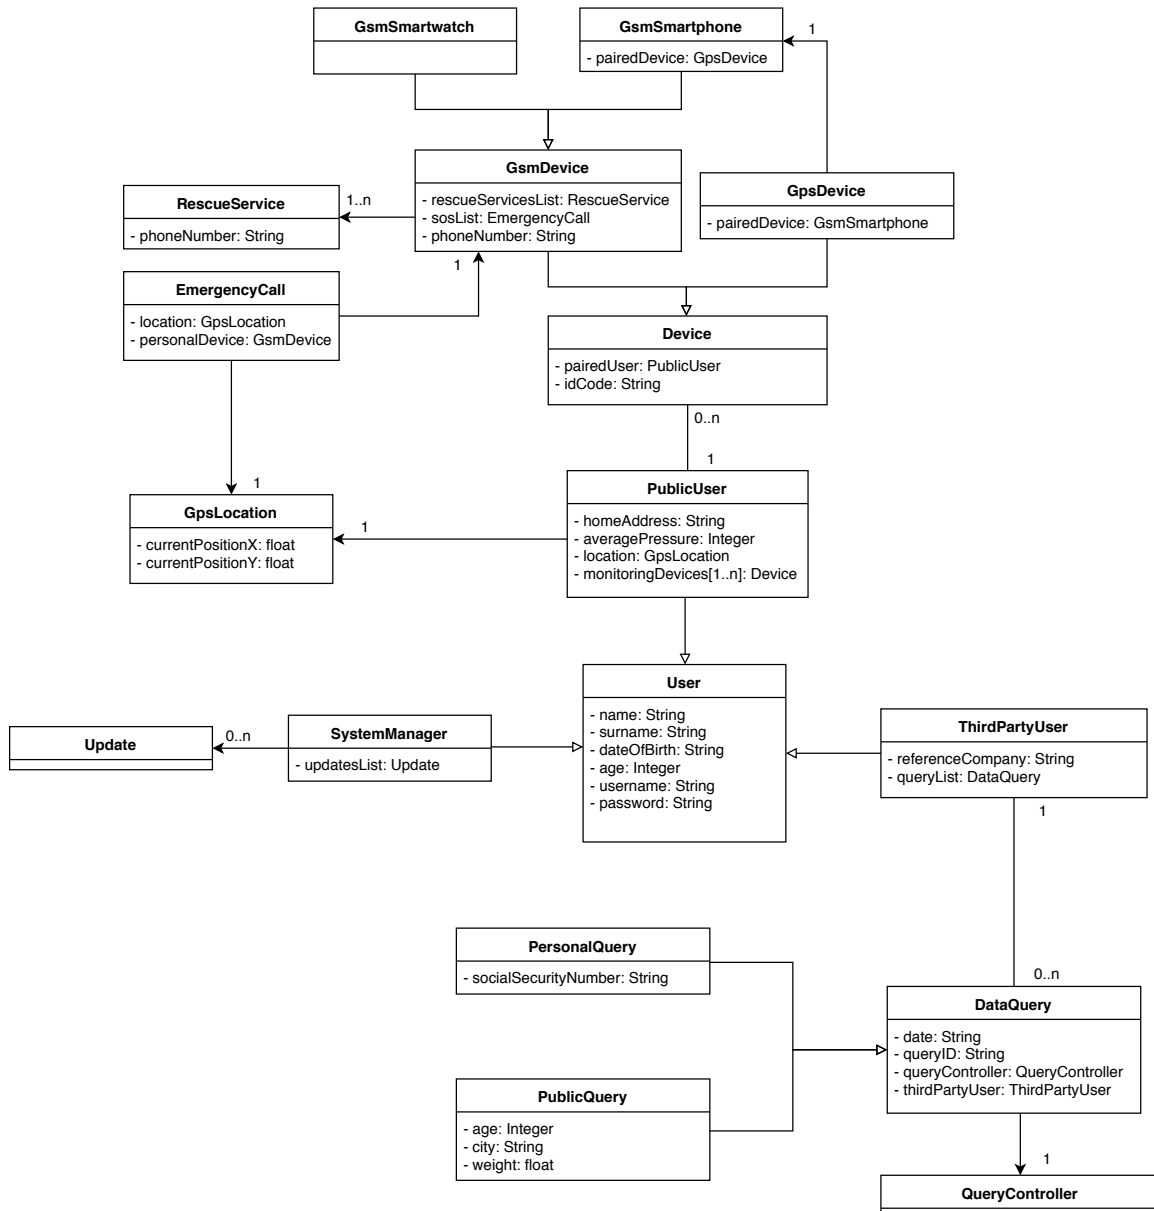 GsmSmartwatch
GsmSmartphone
- pairedDevice: GpsDevice
1
GsmDevice
- rescueServicesList: RescueService
- sosList: EmergencyCall
- phoneNumber: String
GpsDevice
- pairedDevice: GsmSmartphone
RescueService
- phoneNumber: String
1..n
1
EmergencyCall
- location: GpsLocation
- personalDevice: GsmDevice
Device
- pairedUser: PublicUser
- idCode: String
0..n
1
PublicUser
- homeAddress: String
- averagePressure: Integer
- location: GpsLocation
- monitoringDevices[1..n]: Device
1
GpsLocation
- currentPositionX: float
- currentPositionY: float
1
User
- name: String
- surname: String
- dateOfBirth: String
- age: Integer
- username: String
- password: String
Update
0..n
SystemManager
- updatesList: Update
ThirdPartyUser
- referenceCompany: String
- queryList: DataQuery
1
0..n
PersonalQuery
- socialSecurityNumber: String
DataQuery
- date: String
- queryID: String
- queryController: QueryController
- thirdPartyUser: ThirdPartyUser
PublicQuery
- age: Integer
- city: String
- weight: float
1
QueryController